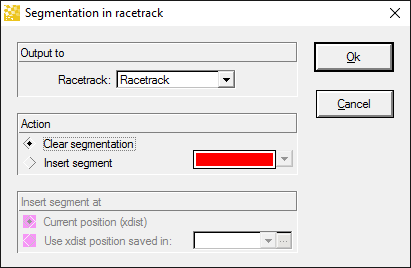 Segmentation in racetrack
Output to
Racetrack: Racetrack
Ok
Cancel
Action
Clear segmentation
Insert segment
Insert segment at
Current position (xdist)
Use xdist position saved in:
...